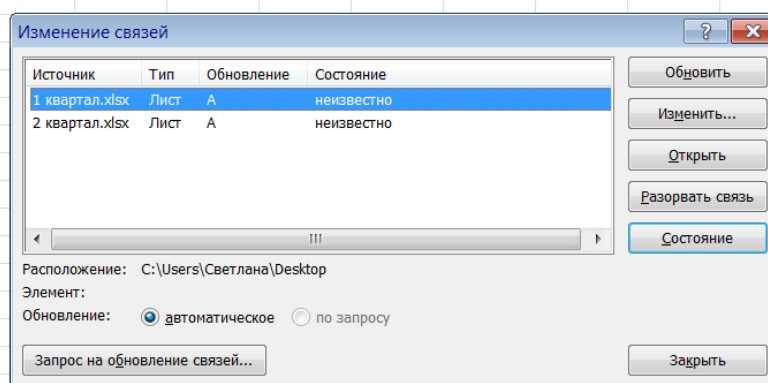 Изменение связей
Источник Тип Обновление Состояние
1 квартал.xlsx Лист А неизвестно
2 квартал.xlsx Лист А неизвестно
Обновить
Изменить...
Открыть
Разорвать связь
Состояние
Расположение: C:\Users\Светлана\Desktop
Элемент:
Обновление: автоматическое по запросу
Запрос на обновление связей... Закрыть